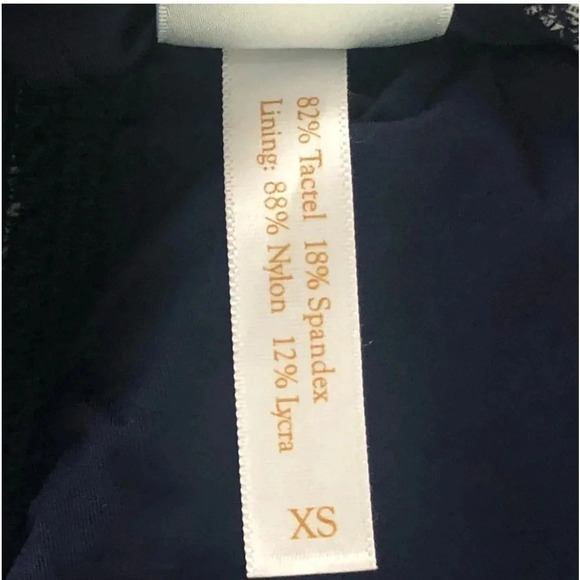 82% Tactel 18% Spandex
Lining: 88% Nylon 12% Lycra
XS